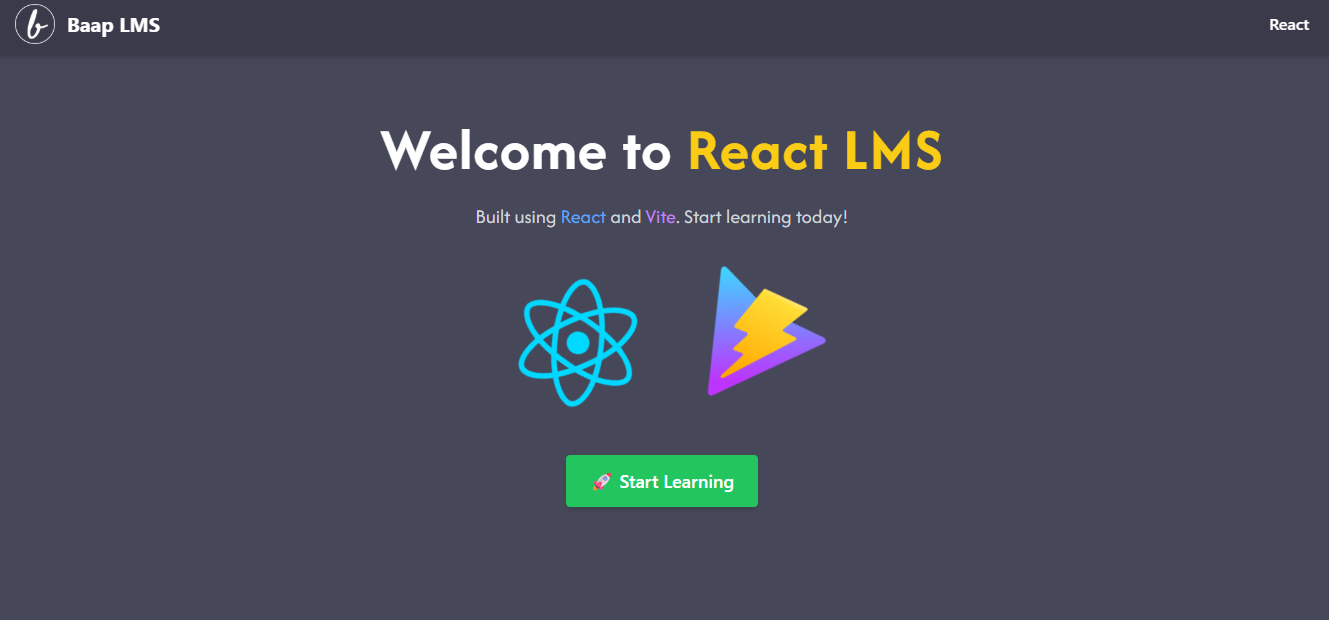 Baap LMS
React
Welcome to React LMS
Built using React and Vite. Start learning today!
🚀 Start Learning